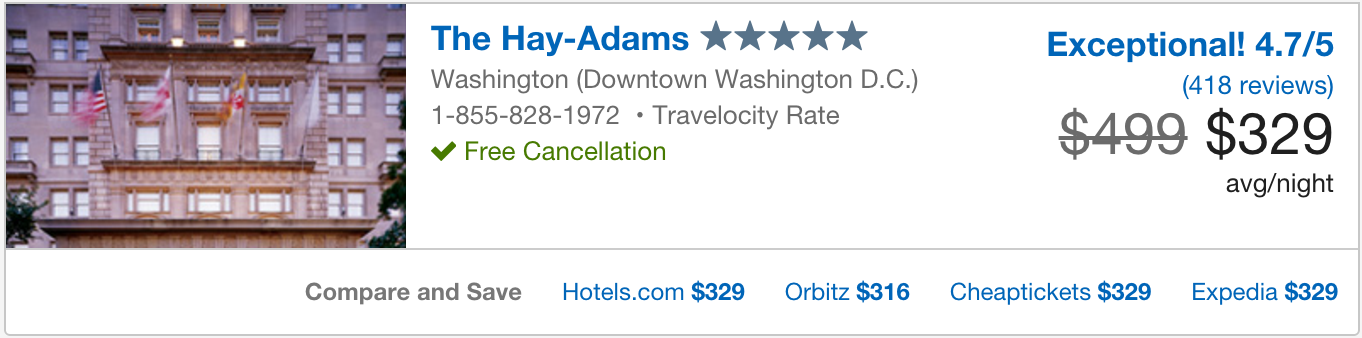 The Hay-Adams
Washington (Downtown Washington D.C.)
1-855-828-1972 • Travelocity Rate
Free Cancellation
Exceptional! 4.7/5
(418 reviews)
$499 $329
avg/night
Compare and Save Hotels.com $329 Orbitz $316 Cheaptickets $329 Expedia $329